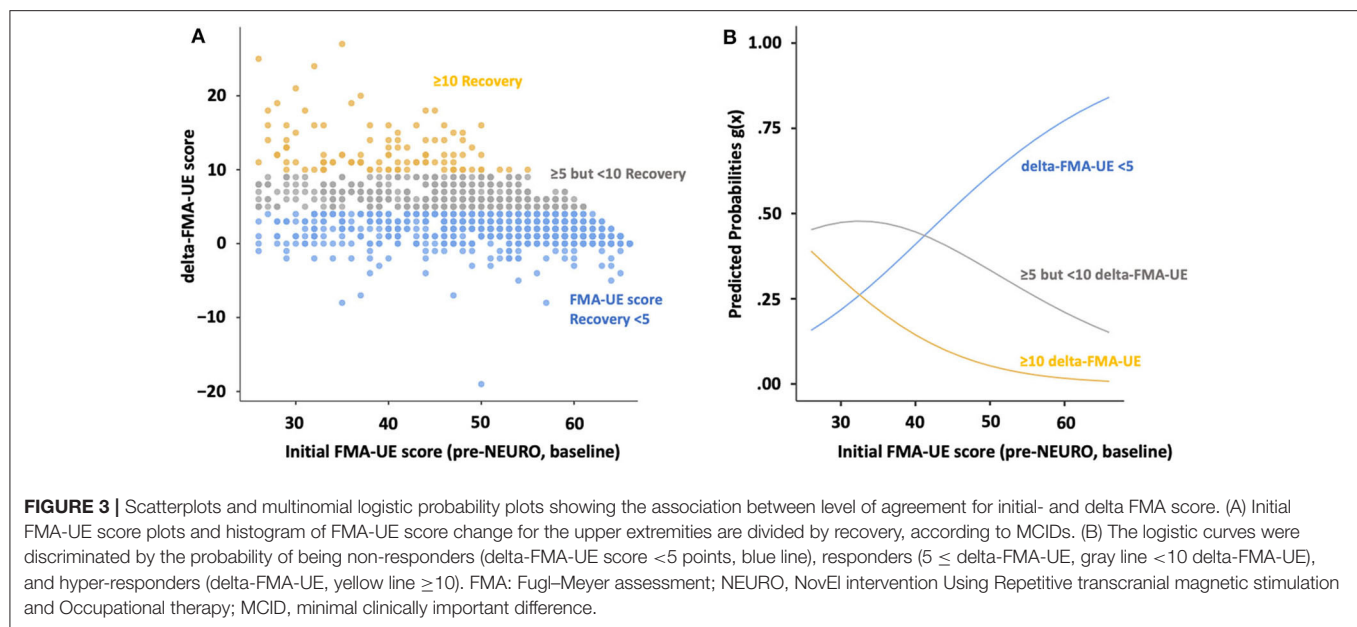 A
20
10
0
−10
−20
delta-FMA-UE score
≥10 Recovery
≥5 but <10 Recovery
FMA-UE score
Recovery <5
30
40
50
60
Initial FMA-UE score (pre-NEURO, baseline)
B
1.00
.75
.50
.25
.00
Predicted Probabilities g(x)
delta-FMA-UE <5
≥5 but <10 delta-FMA-UE
≥10 delta-FMA-UE
30
40
50
60
Initial FMA-UE score (pre-NEURO, baseline)
FIGURE 3 | Scatterplots and multinomial logistic probability plots showing the association between level of agreement for initial- and delta FMA score. (A) Initial
FMA-UE score plots and histogram of FMA-UE score change for the upper extremities are divided by recovery, according to MCIDs. (B) The logistic curves were
discriminated by the probability of being non-responders (delta-FMA-UE score <5 points, blue line), responders (5 ≤ delta-FMA-UE, gray line <10 delta-FMA-UE),
and hyper-responders (delta-FMA-UE, yellow line ≥10). FMA: Fugl–Meyer assessment; NEURO, NovEl intervention Using Repetitive transcranial magnetic stimulation
and Occupational therapy; MCID, minimal clinically important difference.